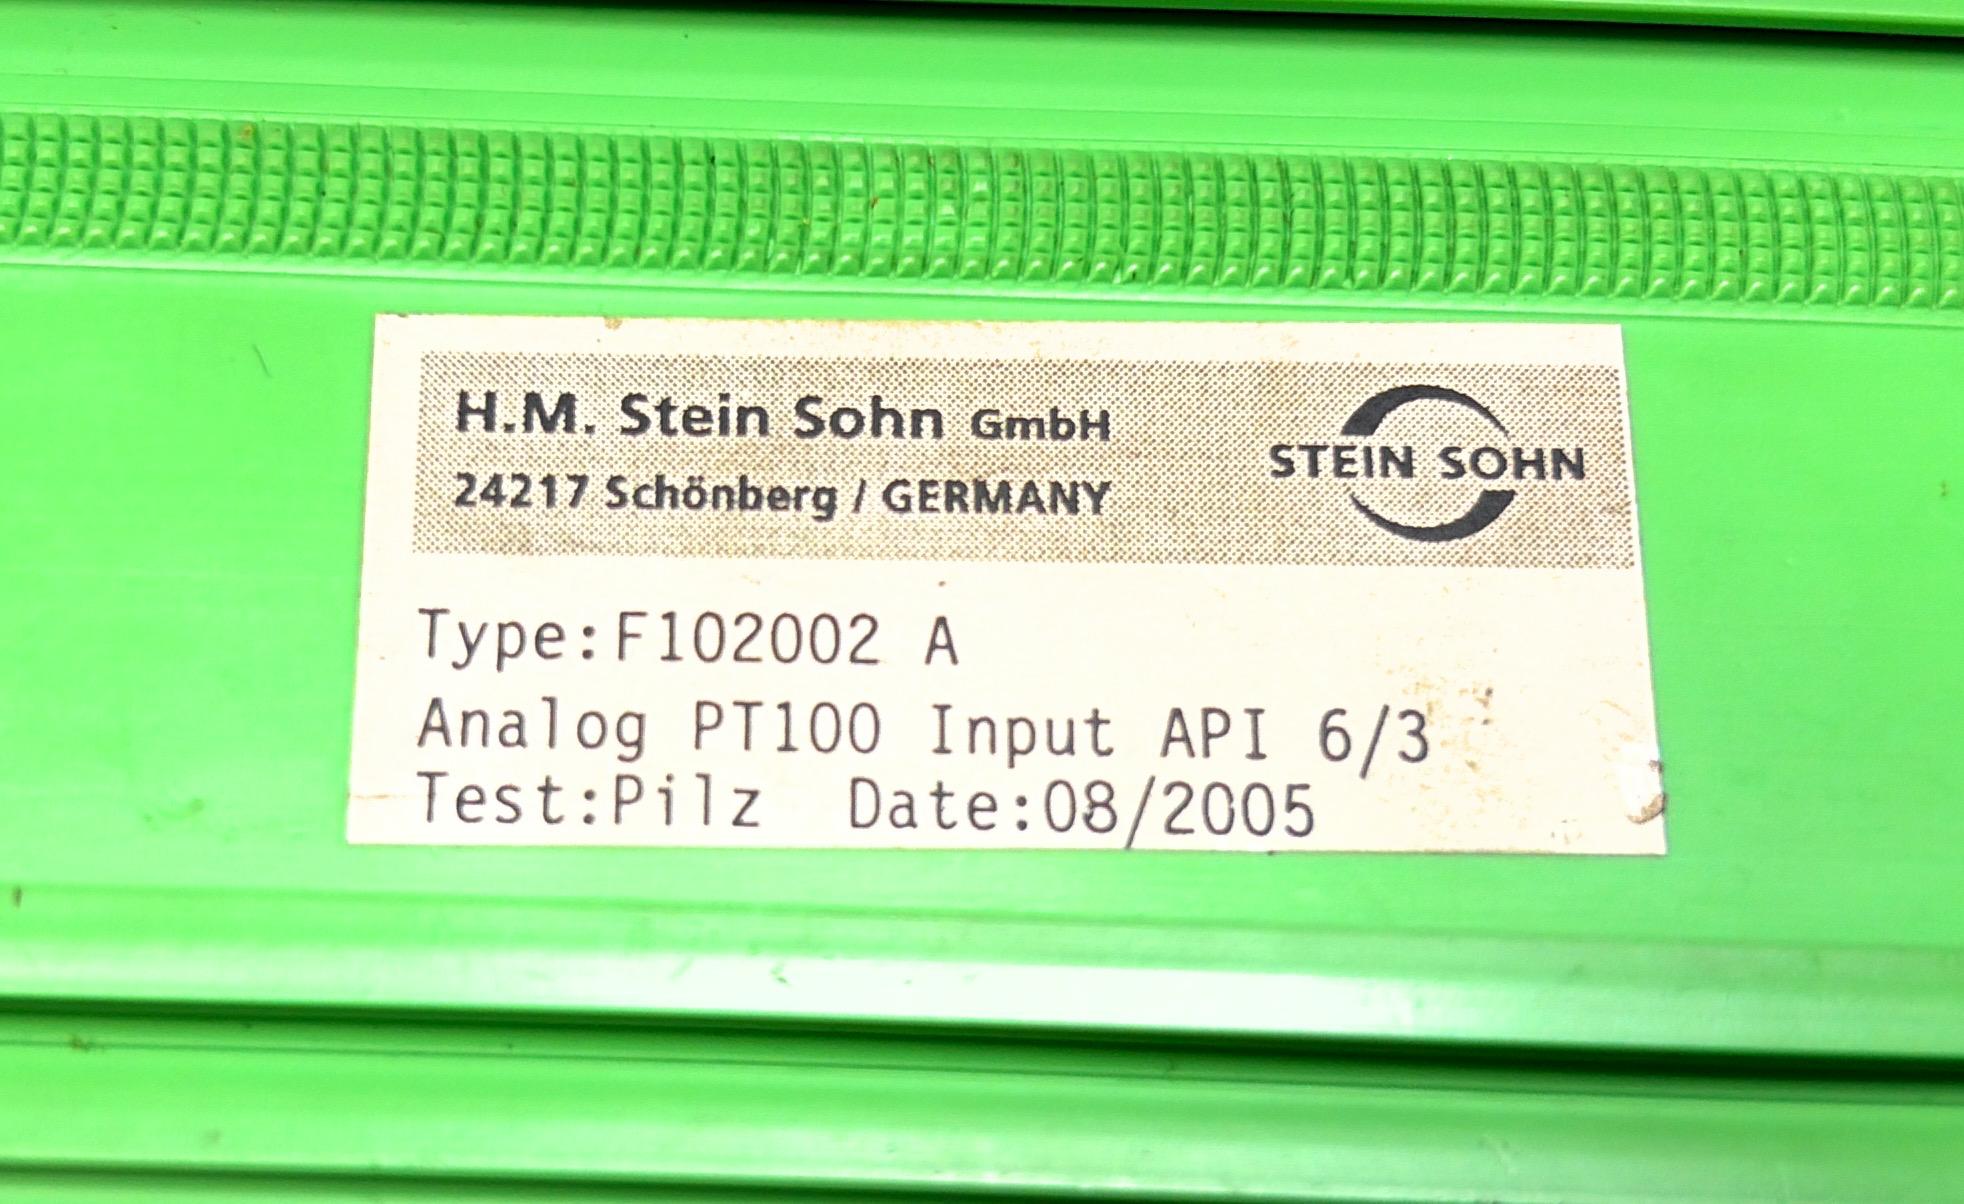 H.M. Stein Sohn GmbH
24217 Schönberg / GERMANY
STEIN SOHN
Type:F102002 A
Analog PT100 Input API 6/3
Test:Pilz Date:08/2005